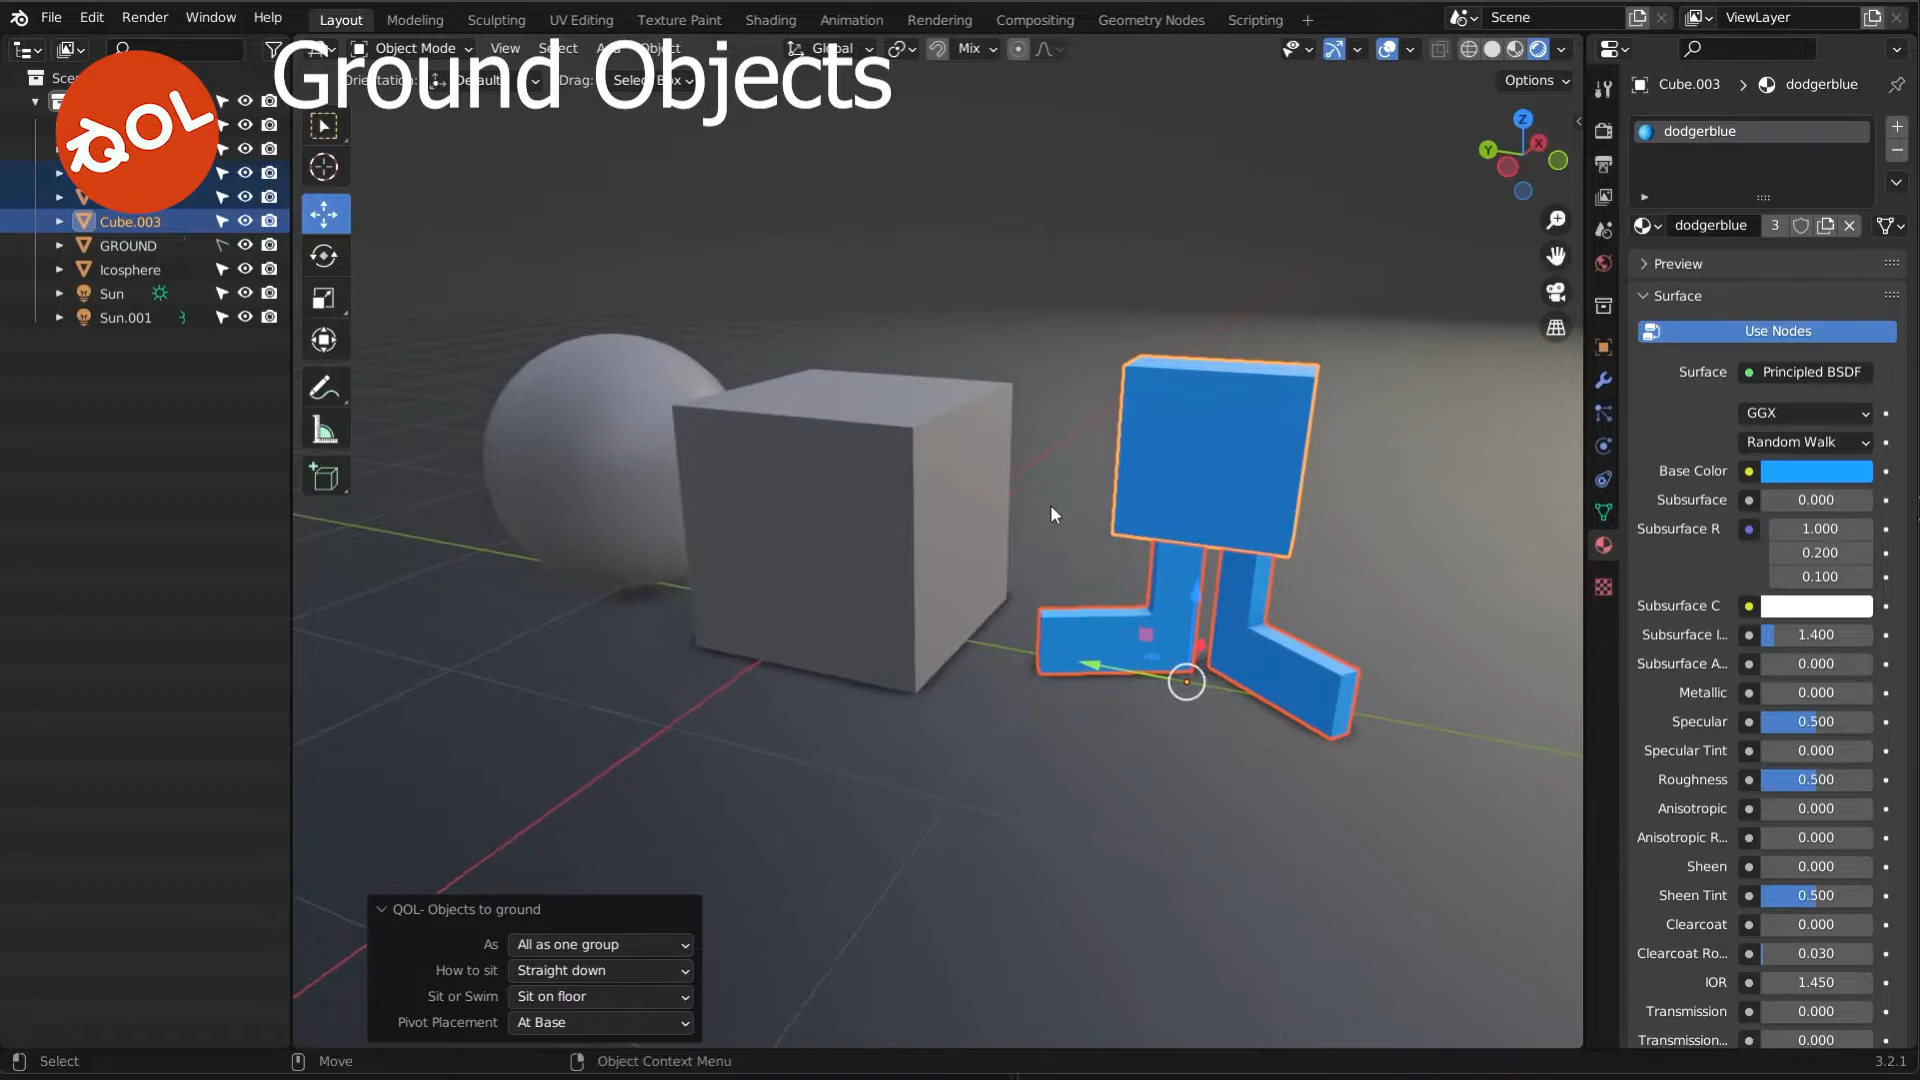 File Edit Render Window Help Layout Modeling Sculpting UV Editing Texture Paint Shading Animation Rendering Compositing Geometry Nodes Scripting + Scene ViewLayer
Object Mode View Select Object Global Mix
Ground Objects
Default Drag: Select Box Options
QOL
Cube.003
GROUND
Icosphere
Sun
Sun.001
Z
Y
X
QOL- Objects to ground
As All as one group
How to sit Straight down
Sit or Swim Sit on floor
Pivot Placement At Base
Cube.003 > dodgerblue
dodgerblue
dodgerblue 3
Preview
Surface
Use Nodes
Surface Principled BSDF
GGX
Random Walk
Base Color
Subsurface 0.000
Subsurface R 1.000
0.200
0.100
Subsurface C
Subsurface I... 1.400
Subsurface A... 0.000
Metallic 0.000
Specular 0.500
Specular Tint 0.000
Roughness 0.500
Anisotropic 0.000
Anisotropic R... 0.000
Sheen 0.000
Sheen Tint 0.500
Clearcoat 0.000
Clearcoat Ro... 0.030
IOR 1.450
Transmission 0.000
Transmission... 0.000
Select Move Object Context Menu 3.2.1